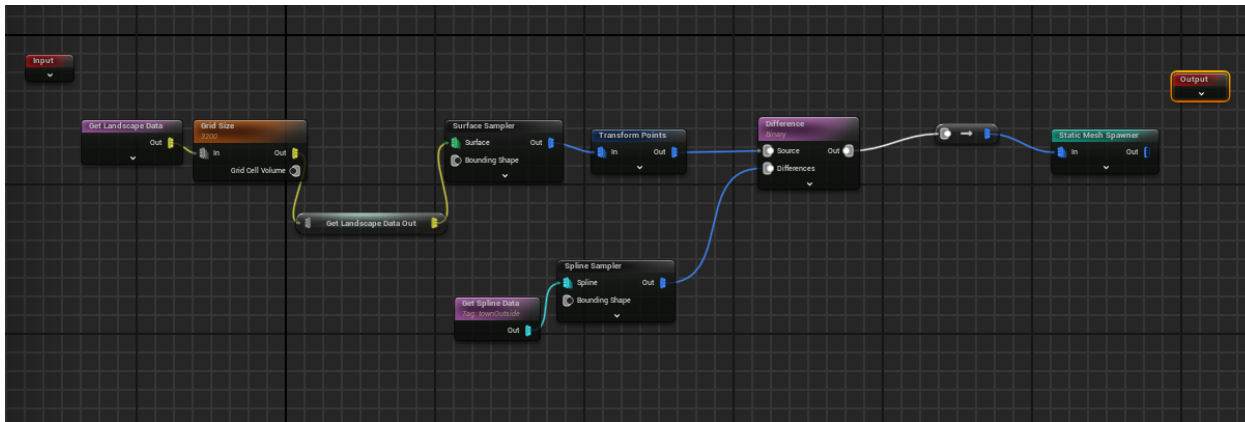 Input
Output
Get Landscape Data
Out
Grid Size
3200
In
Out
Grid Cell Volume
Get Landscape Data Out
Surface Sampler
Surface
Out
Bounding Shape
Transform Points
In
Out
Difference
Binary
Source
Out
Differences
Static Mesh Spawner
In
Out
Spline Sampler
Spline
Out
Bounding Shape
Get Spline Data
Tag: townOutside
Out